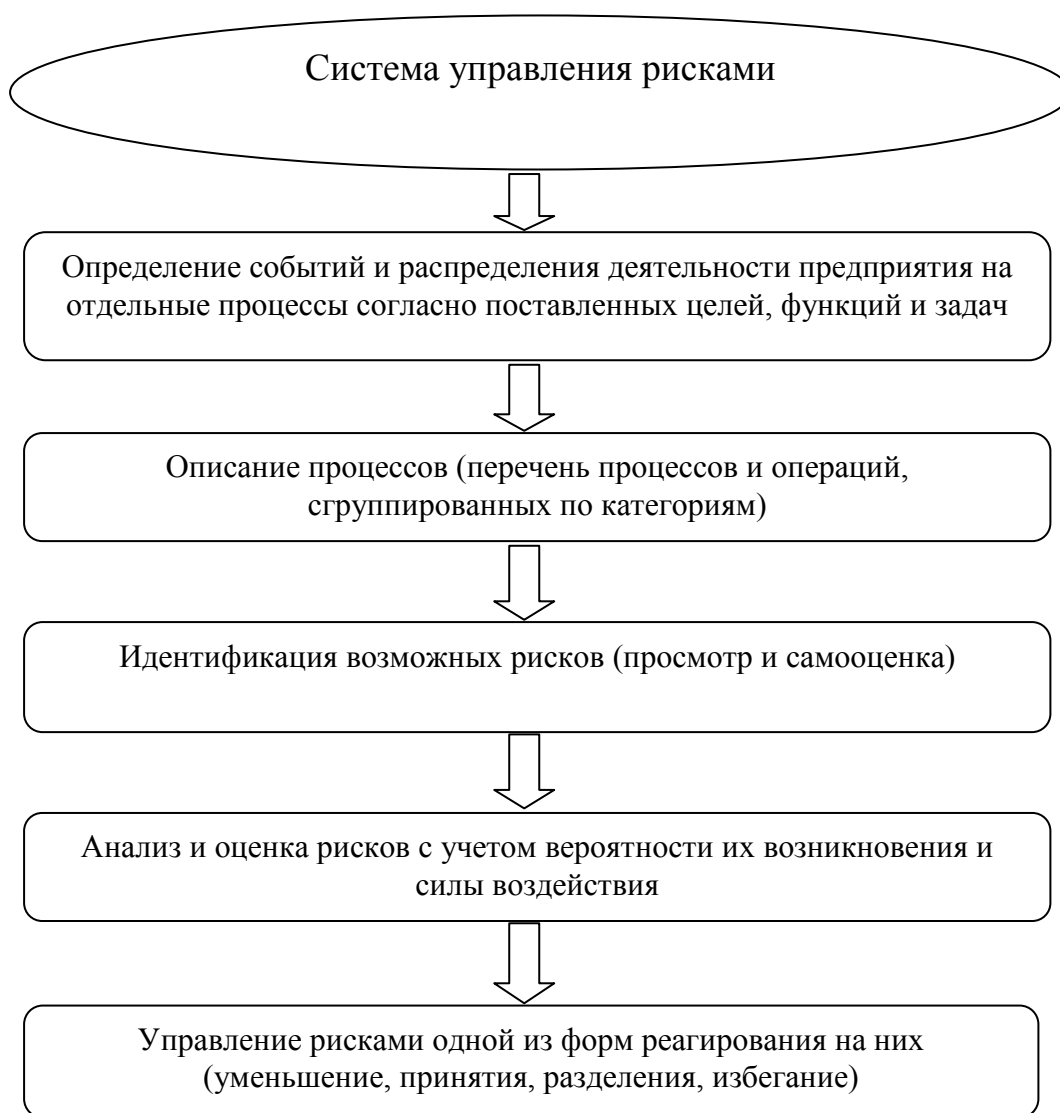 Система управления рисками
Определение событий и распределения деятельности предприятия на
отдельные процессы согласно поставленных целей, функций и задач
Описание процессов (перечень процессов и операций,
сгруппированных по категориям)
Идентификация возможных рисков (просмотр и самооценка)
Анализ и оценка рисков с учетом вероятности их возникновения и
силы воздействия
Управление рисками одной из форм реагирования на них
(уменьшение, принятия, разделения, избегание)